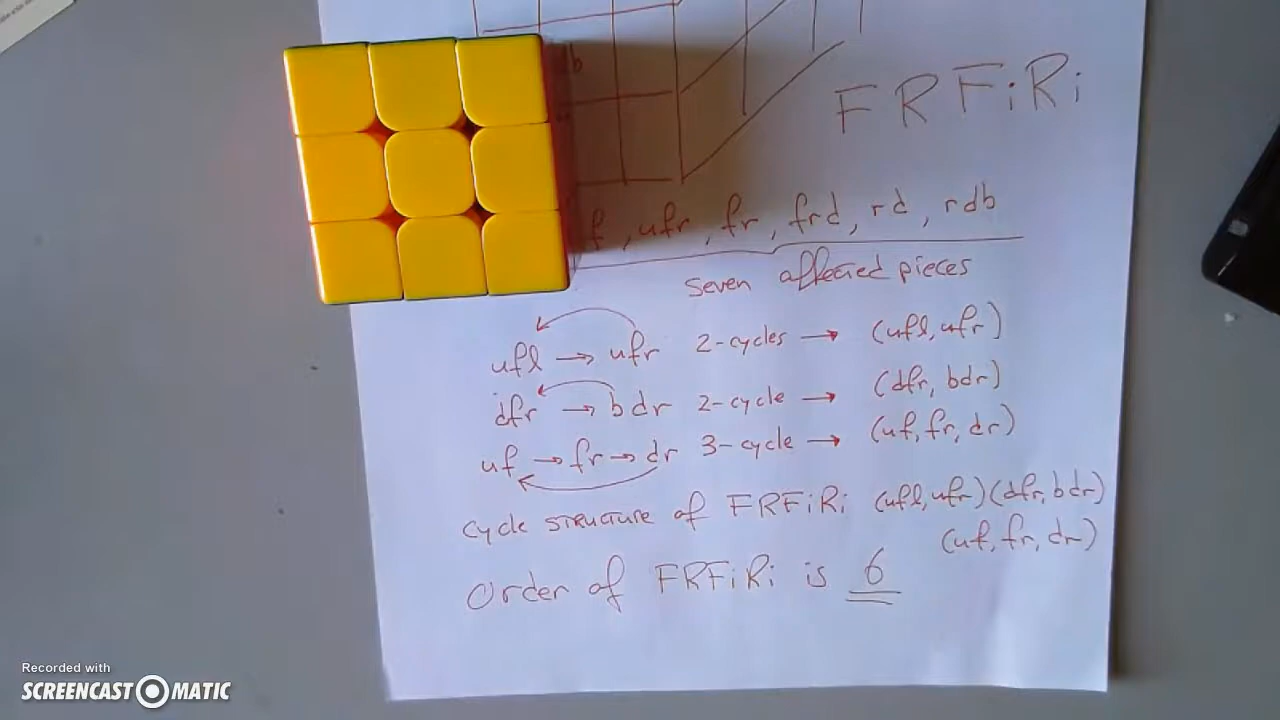 FRFiRi
f, ufr, fr, frd, rd, rdb
seven affected pieces
ufl → ufr 2-cycles → (ufl, ufr)
dfr → bdr 2-cycle → (dfr, bdr)
uf → fr → dr 3-cycle → (uf, fr, dr)
cycle structure of FRFiRi (ufl, ufr)(dfr, bdr)
(uf, fr, dr)
Order of FRFiRi is 6
Recorded with
SCREENCAST MATIC